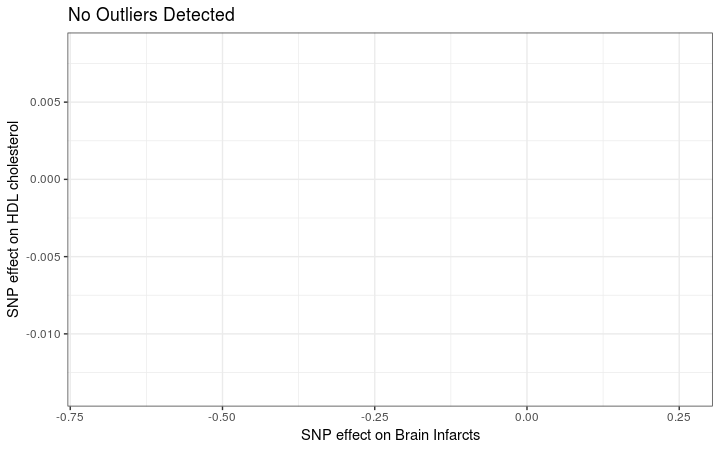 No Outliers Detected
SNP effect on HDL cholesterol
0.005
0.000
-0.005
-0.010
-0.75 -0.50 -0.25 0.00 0.25
SNP effect on Brain Infarcts